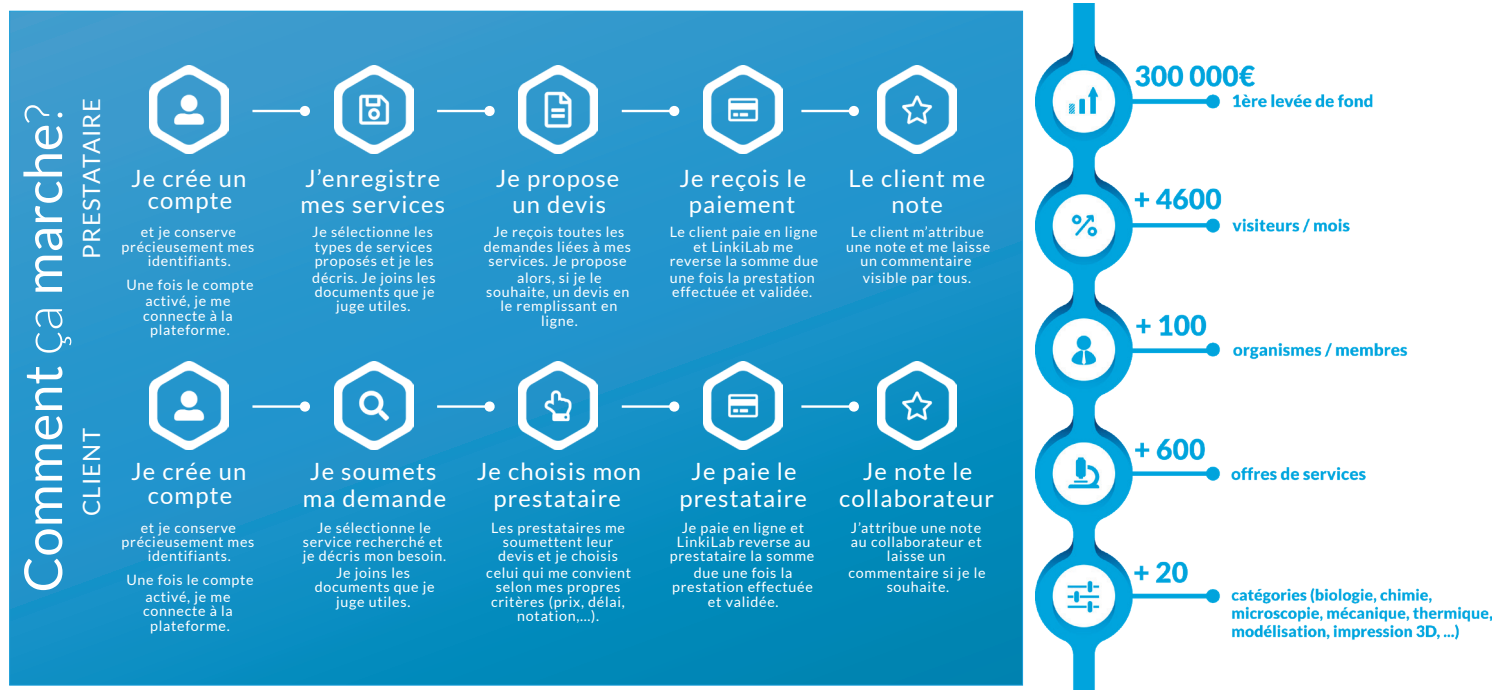 Comment ça marche?
PRESTATAIRE
Je crée un
compte
et je conserve
précieusement mes
identifiants.
Une fois le compte
activé, je me
connecte à la
plateforme.
J'enregistre
mes services
Je sélectionne les
types de services
proposés et je les
décris. Je joins les
documents que je
juge utiles.
Je propose
un devis
Je reçois toutes les
demandes liées à mes
services. Je propose
alors, si je le
souhaite, un devis en
le remplissant en
ligne.
Je reçois le
paiement
Le client paie en ligne
et LinkiLab me
reverse la somme due
une fois la prestation
effectuée et validée.
Le client me
note
Le client m'attribue
une note et me laisse
un commentaire
visible par tous.
CLIENT
Je crée un
compte
et je conserve
précieusement mes
identifiants.
Une fois le compte
activé, je me
connecte à la
plateforme.
Je soumets
ma demande
Je sélectionne le
service recherché et
je décris mon besoin.
Je joins les
documents que je
juge utiles.
Je choisis mon
prestataire
Les prestataires me
soumettent leur
devis et je choisis
celui qui me convient
selon mes propres
critères (prix, délai,
notation,...).
Je paie le
prestataire
Je paie en ligne et
LinkiLab reverse au
prestataire la somme
due une fois la
prestation effectuée
et validée.
Je note le
collaborateur
J'attribue une note
au collaborateur et
laisse un
commentaire si je le
souhaite.
300 000€
1ère levée de fond
+ 4600
visiteurs / mois
+ 100
organismes / membres
+ 600
offres de services
+ 20
catégories (biologie, chimie,
microscopie, mécanique, thermique,
modélisation, impression 3D, ...)